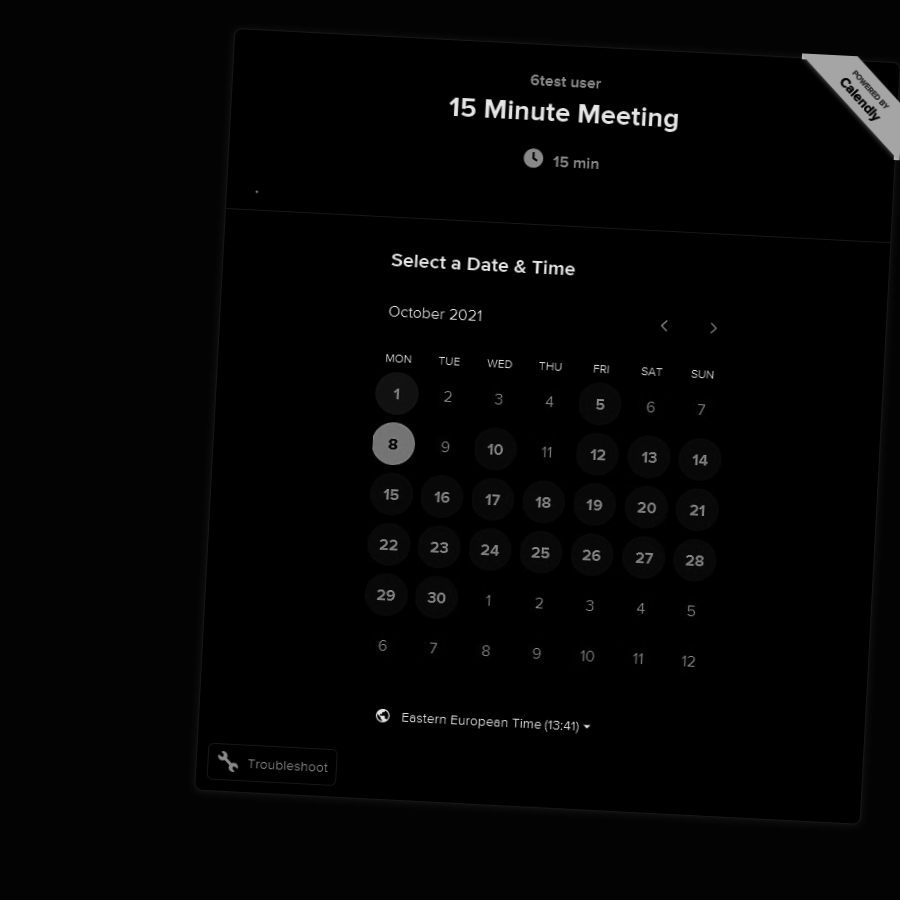 6test user
15 Minute Meeting
15 min
POWERED BY
Calendly
Select a Date & Time
October 2021
MON TUE WED THU FRI SAT SUN
1 2 3 4 5 6 7
8 9 10 11 12 13 14
15 16 17 18 19 20 21
22 23 24 25 26 27 28
29 30 1 2 3 4 5
6 7 8 9 10 11 12
Eastern European Time (13:41)
Troubleshoot